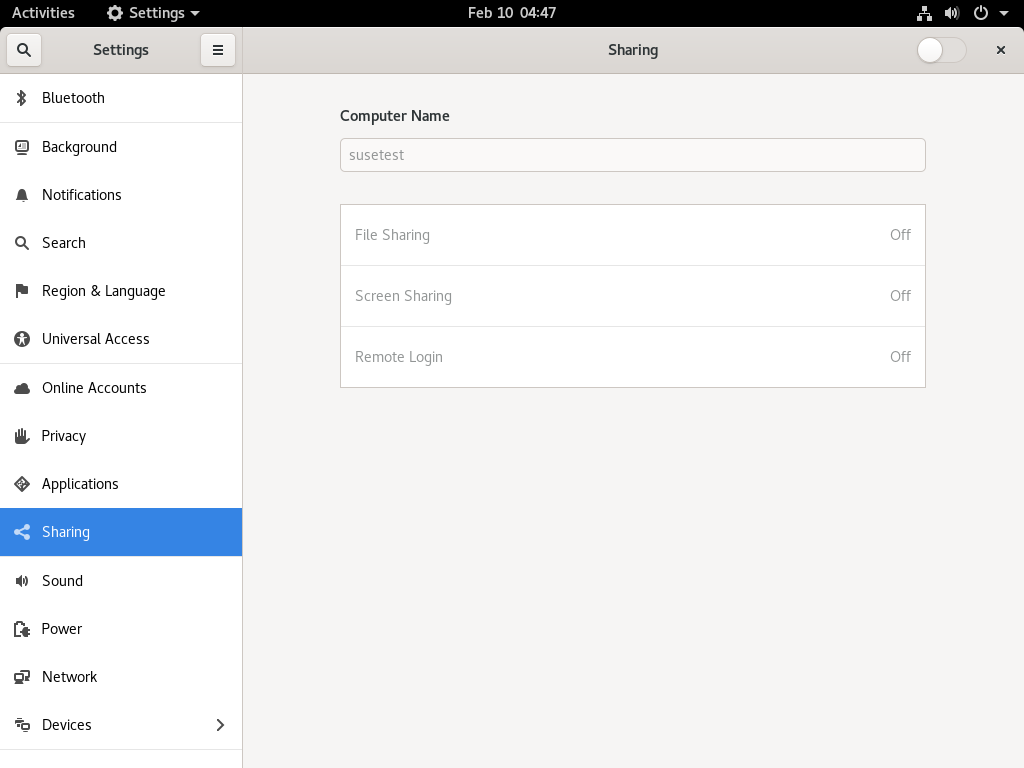 Activities Settings Feb 10 04:47
Settings Sharing
Bluetooth
Background
Notifications
Search
Region & Language
Universal Access
Online Accounts
Privacy
Applications
Sharing
Sound
Power
Network
Devices
Computer Name
susetest
File Sharing Off
Screen Sharing Off
Remote Login Off